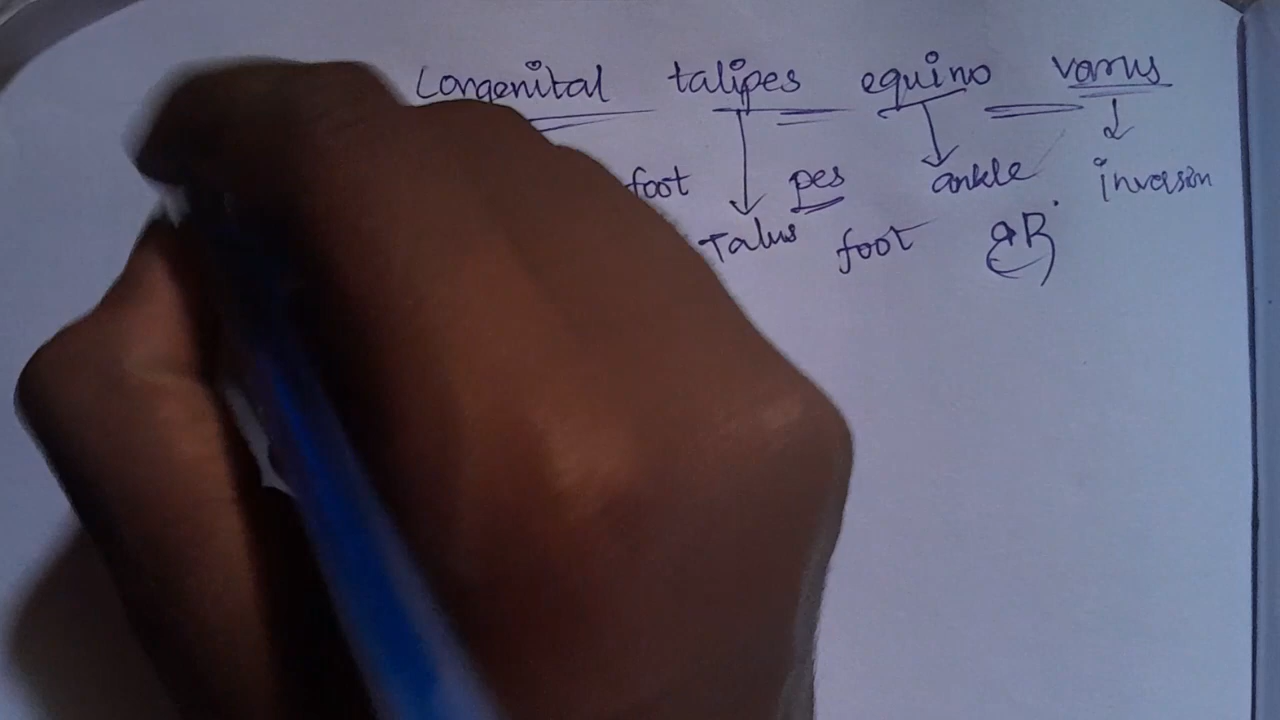 Congenital talipes equino varus
foot pes ankle inversion
Talus foot